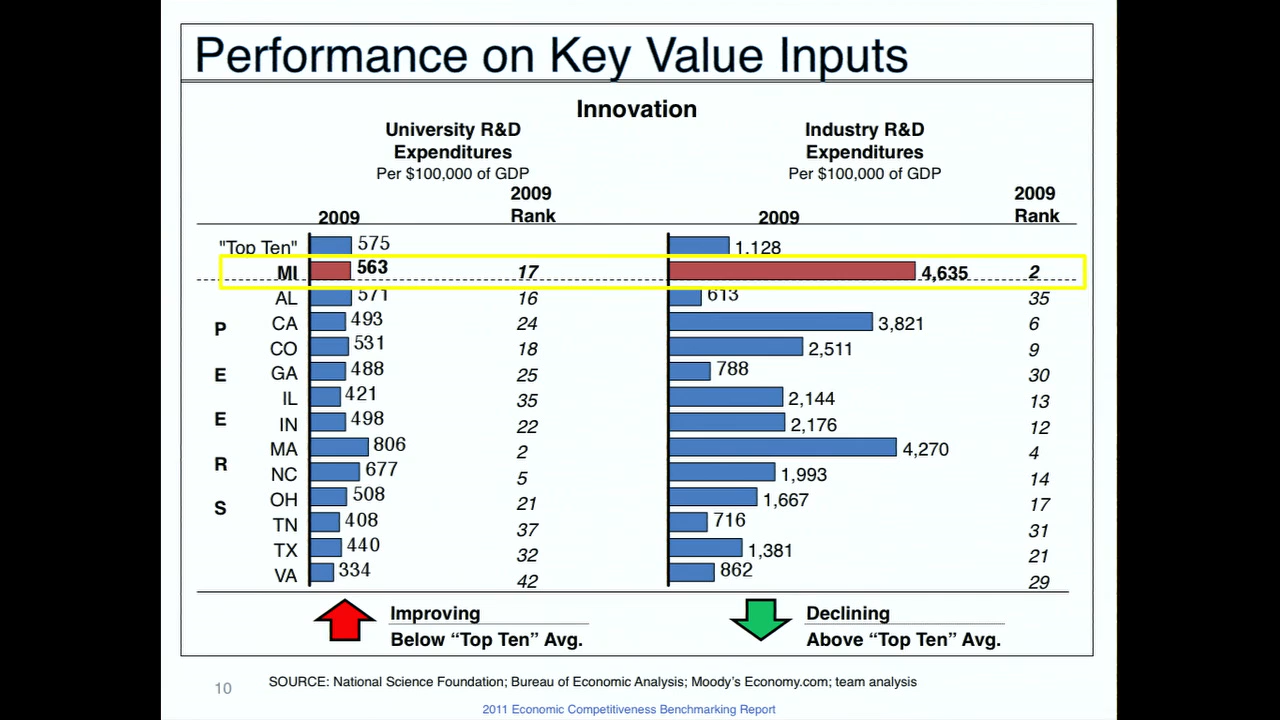 Performance on Key Value Inputs
Innovation
University R&D
Expenditures
Per $100,000 of GDP
2009
2009
Rank
Industry R&D
Expenditures
Per $100,000 of GDP
2009
2009
Rank
"Top Ten" 575 1,128
MI 563 17 4,635 2
AL 571 16 613 35
CA 493 24 3,821 6
CO 531 18 2,511 9
GA 488 25 788 30
IL 421 35 2,144 13
IN 498 22 2,176 12
MA 806 2 4,270 4
NC 677 5 1,993 14
OH 508 21 1,667 17
TN 408 37 716 31
TX 440 32 1,381 21
VA 334 42 862 29
P
E
E
R
S
Improving
Below “Top Ten” Avg.
Declining
Above “Top Ten” Avg.
10
SOURCE: National Science Foundation; Bureau of Economic Analysis; Moody’s Economy.com; team analysis
2011 Economic Competitiveness Benchmarking Report